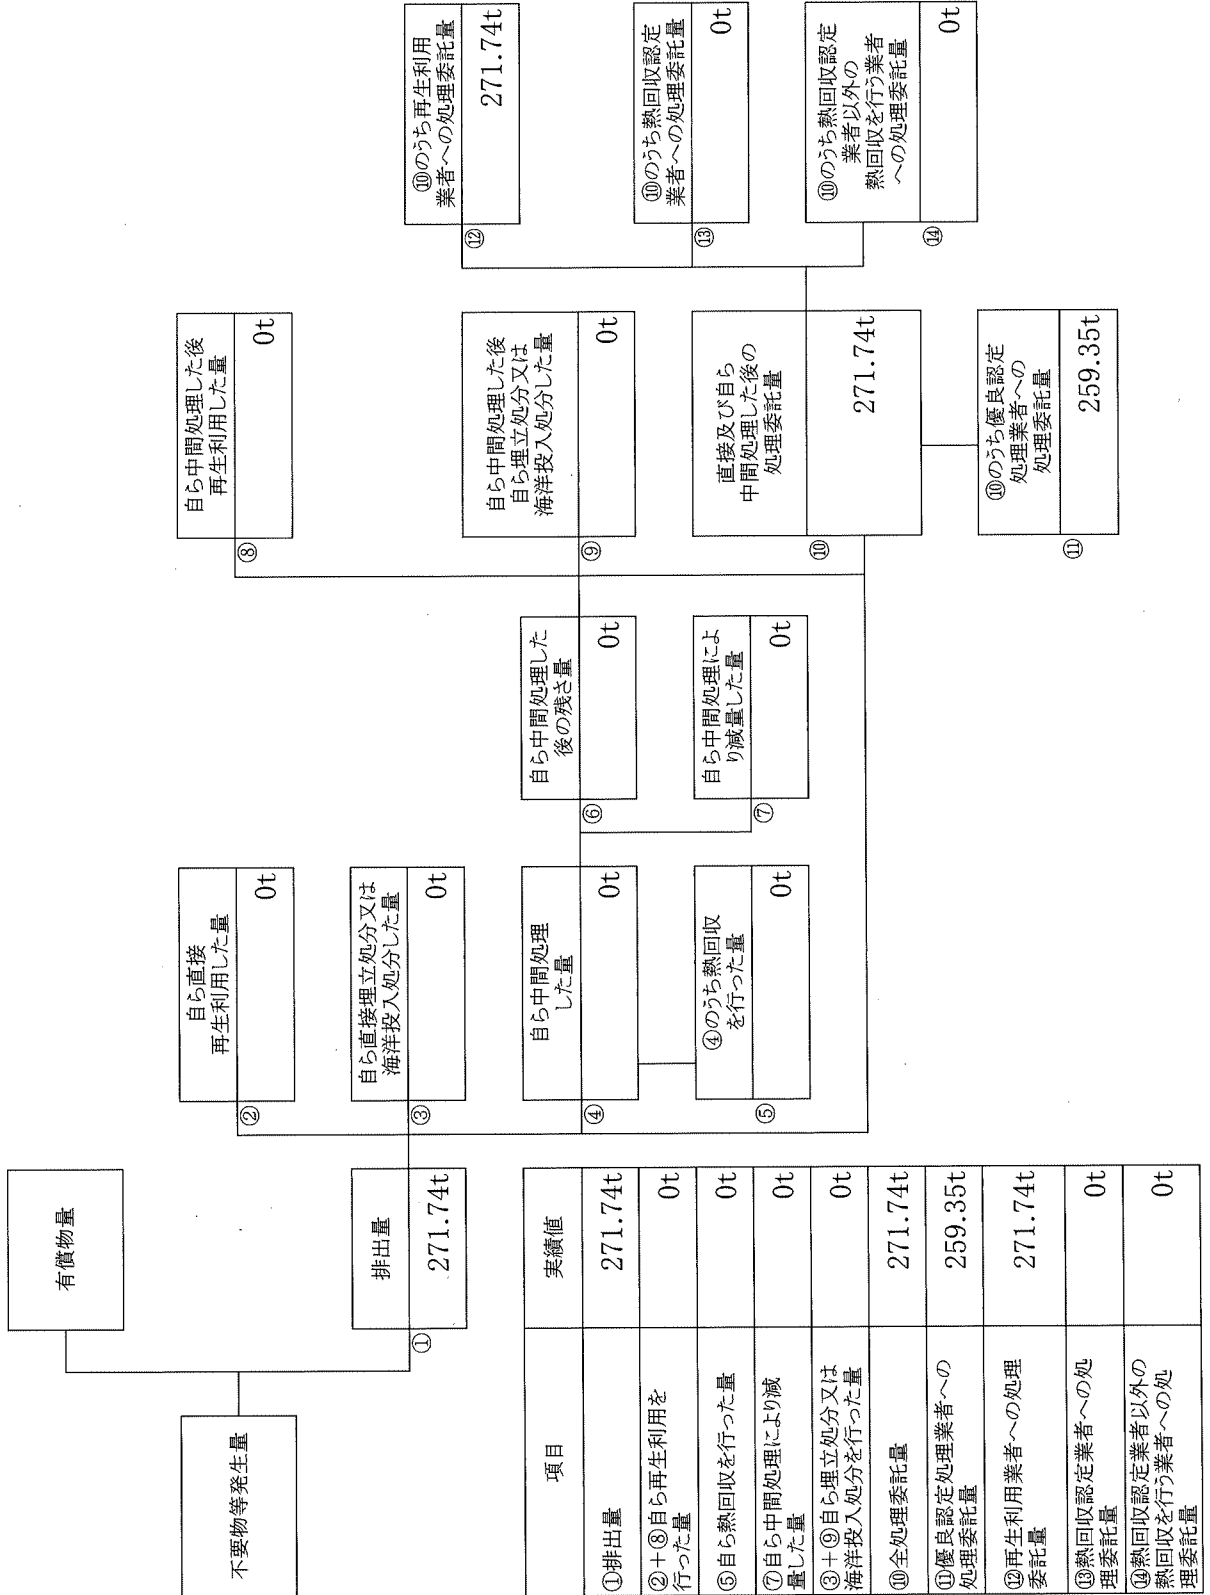 不要物等発生量
有償物量
①
排出量
271.74t
②
自ら直接
再生利用した量
0t
③
自ら直接埋立処分又は
海洋投入処分した量
0t
④
自ら中間処理
した量
0t
⑤
④のうち熱回収
を行った量
0t
⑥
自ら中間処理した
後の残さ量
0t
⑦
自ら中間処理によ
り減量した量
0t
⑧
自ら中間処理した後
再生利用した量
0t
⑨
自ら中間処理した後
自ら埋立処分又は
海洋投入処分した量
0t
⑩
直接及び自ら
中間処理した後の
処理委託量
271.74t
⑪
⑩のうち優良認定
処理業者への
処理委託量
259.35t
⑫
⑩のうち再生利用
業者への処理委託量
271.74t
⑬
⑩のうち熱回収認定
業者への処理委託量
0t
⑭
⑩のうち熱回収認定
業者以外の
熱回収を行う業者
への処理委託量
0t
項目
実績値
①排出量
271.74t
②+⑧自ら再生利用を
行った量
0t
⑤自ら熱回収を行った量
0t
⑦自ら中間処理により減
量した量
0t
③+⑨自ら埋立処分又は
海洋投入処分を行った量
0t
⑩全処理委託量
271.74t
⑪優良認定処理業者への
処理委託量
259.35t
⑫再生利用業者への処理
委託量
271.74t
⑬熱回収認定業者への処
理委託量
0t
⑭熱回収認定業者以外の
熱回収を行う業者への処
理委託量
0t